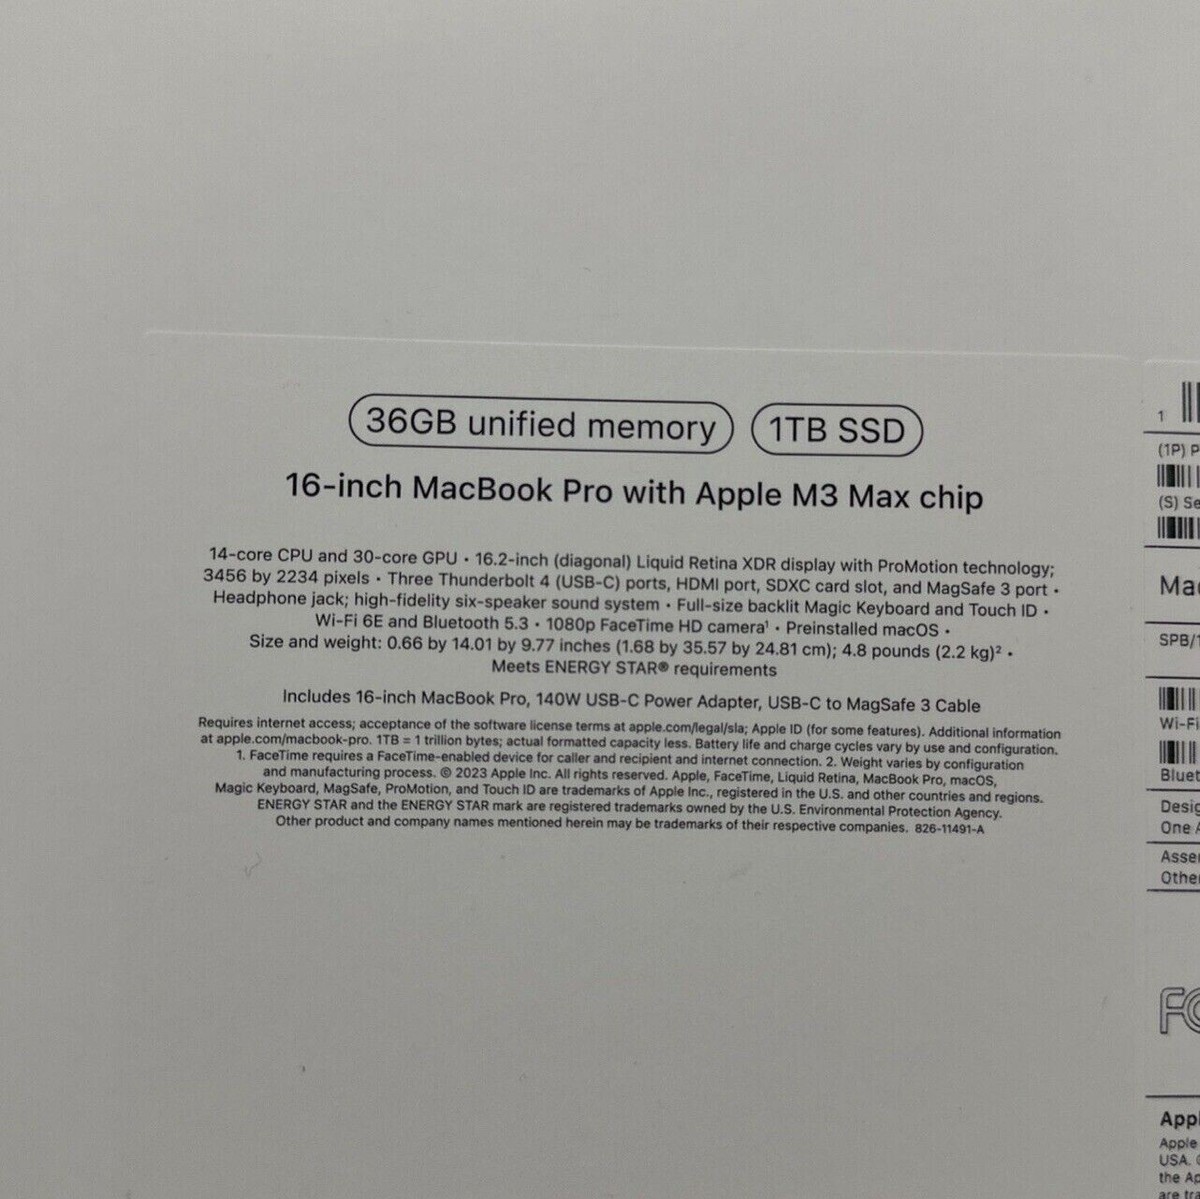 36GB unified memory 1TB SSD
16-inch MacBook Pro with Apple M3 Max chip
14-core CPU and 30-core GPU • 16.2-inch (diagonal) Liquid Retina XDR display with ProMotion technology;
3456 by 2234 pixels • Three Thunderbolt 4 (USB-C) ports, HDMI port, SDXC card slot, and MagSafe 3 port •
Headphone jack; high-fidelity six-speaker sound system • Full-size backlit Magic Keyboard and Touch ID •
Wi-Fi 6E and Bluetooth 5.3 • 1080p FaceTime HD camera¹ • Preinstalled macOS •
Size and weight: 0.66 by 14.01 by 9.77 inches (1.68 by 35.57 by 24.81 cm); 4.8 pounds (2.2 kg)² •
Meets ENERGY STAR® requirements
Includes 16-inch MacBook Pro, 140W USB-C Power Adapter, USB-C to MagSafe 3 Cable
Requires internet access; acceptance of the software license terms at apple.com/legal/sla; Apple ID (for some features). Additional information
at apple.com/macbook-pro. 1TB = 1 trillion bytes; actual formatted capacity less. Battery life and charge cycles vary by use and configuration.
1. FaceTime requires a FaceTime-enabled device for caller and recipient and internet connection. 2. Weight varies by configuration
and manufacturing process. © 2023 Apple Inc. All rights reserved. Apple, FaceTime, Liquid Retina, MacBook Pro, macOS,
Magic Keyboard, MagSafe, ProMotion, and Touch ID are trademarks of Apple Inc., registered in the U.S. and other countries and regions.
ENERGY STAR and the ENERGY STAR mark are registered trademarks owned by the U.S. Environmental Protection Agency.
Other product and company names mentioned herein may be trademarks of their respective companies. 826-11491-A
1
(1P) P
(S) Se
Mac
SPB/1
Wi-Fi
Bluet
Desig
One A
Asse
Othe
FC
Appl
Apple
USA. ©
the Ap
are tra